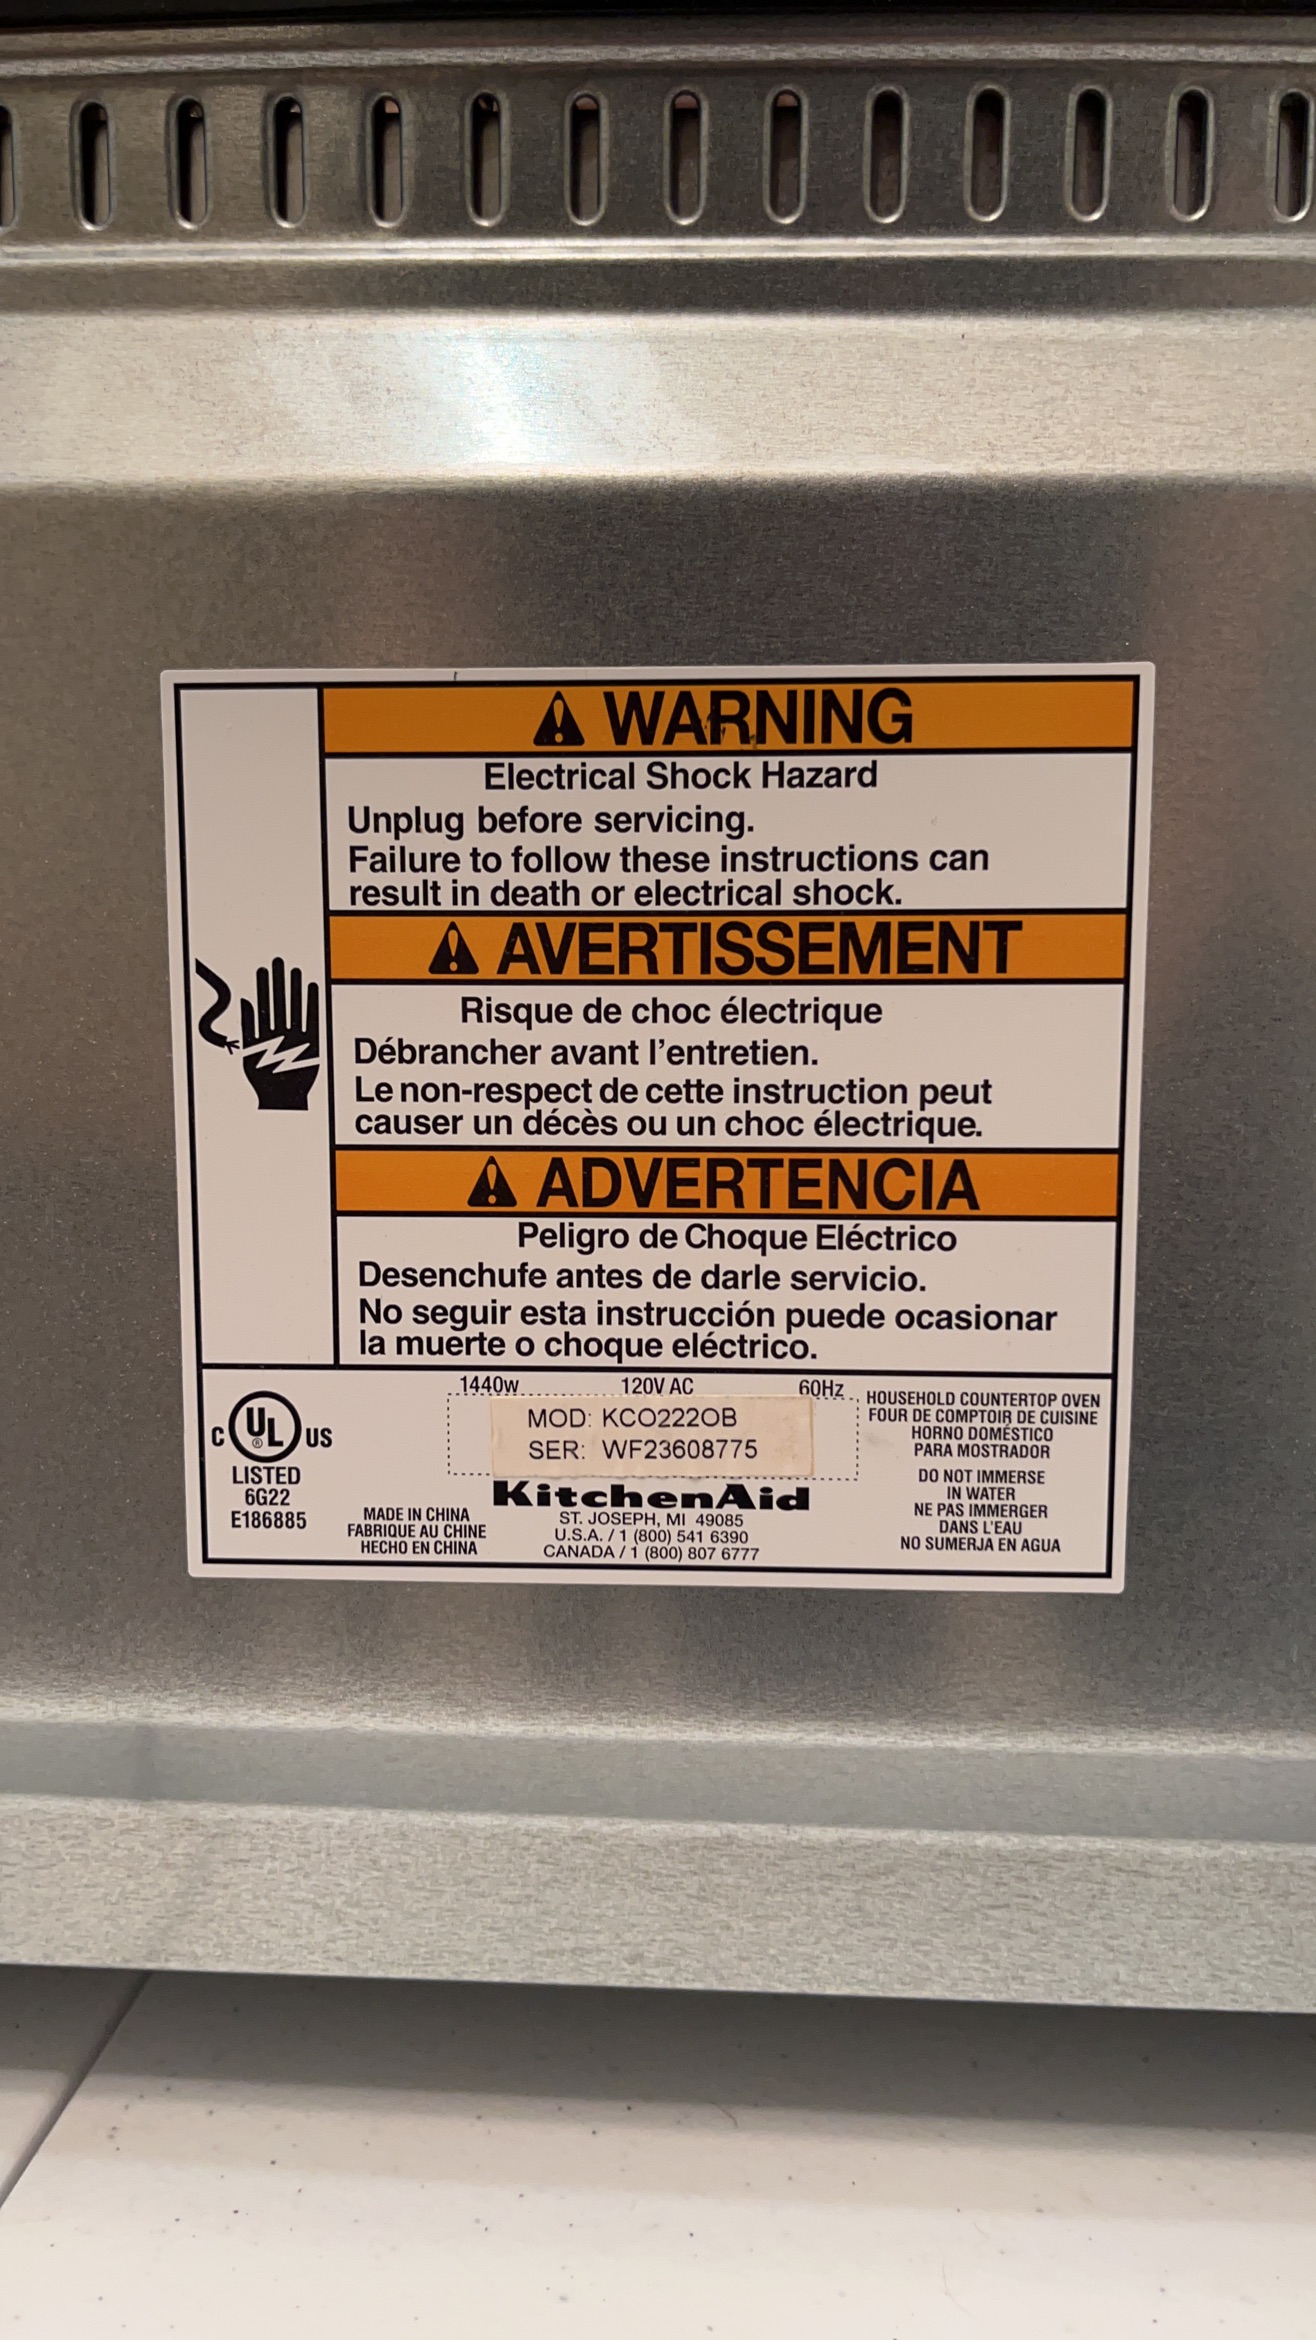 WARNING
Electrical Shock Hazard
Unplug before servicing.
Failure to follow these instructions can
result in death or electrical shock.
AVERTISSEMENT
Risque de choc électrique
Débrancher avant l'entretien.
Le non-respect de cette instruction peut
causer un décès ou un choc électrique.
ADVERTENCIA
Peligro de Choque Eléctrico
Desenchufe antes de darle servicio.
No seguir esta instrucción puede ocasionar
la muerte o choque eléctrico.
C UL ® US
LISTED
6G22
E186885
MADE IN CHINA
FABRIQUE AU CHINE
HECHO EN CHINA
1440w 120V AC 60Hz
MOD: KCO222OB
SER: WF23608775
KitchenAid
ST. JOSEPH, MI 49085
U.S.A. / 1 (800) 541 6390
CANADA / 1 (800) 807 6777
HOUSEHOLD COUNTERTOP OVEN
FOUR DE COMPTOIR DE CUISINE
HORNO DOMÉSTICO
PARA MOSTRADOR
DO NOT IMMERSE
IN WATER
NE PAS IMMERGER
DANS L'EAU
NO SUMERJA EN AGUA